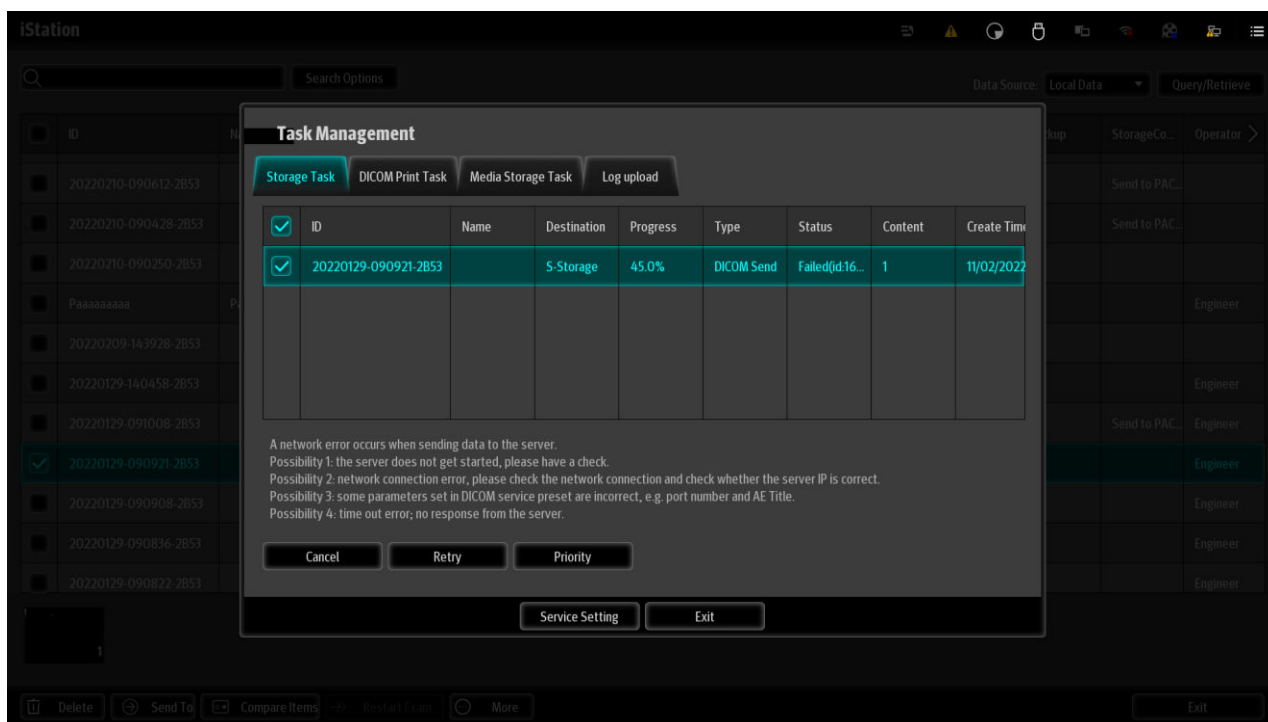 iStation
Search Options
Data Source: Local Data Query/Retrieve
ID Na kup StorageCo... Operator
20220210-090612-2B53 Send to PAC...
20220210-090428-2B53 Send to PAC...
20220210-090250-2B53
Paaaaaaaaa Pa Engineer
20220209-143928-2B53
20220129-140458-2B53 Engineer
20220129-091008-2B53 Send to PAC... Engineer
20220129-090921-2B53 Engineer
20220129-090908-2B53 Engineer
20220129-090836-2B53 Engineer
20220129-090822-2B53 Engineer
Task Management
Storage Task DICOM Print Task Media Storage Task Log upload
ID Name Destination Progress Type Status Content Create Time
20220129-090921-2B53 S-Storage 45.0% DICOM Send Failed(id:16... 1 11/02/2022
A network error occurs when sending data to the server.
Possibility 1: the server does not get started, please have a check.
Possibility 2: network connection error, please check the network connection and check whether the server IP is correct.
Possibility 3: some parameters set in DICOM service preset are incorrect, e.g. port number and AE Title.
Possibility 4: time out error; no response from the server.
Cancel Retry Priority
Service Setting Exit
1
Delete Send To Compare Items Restart Exam More Exit